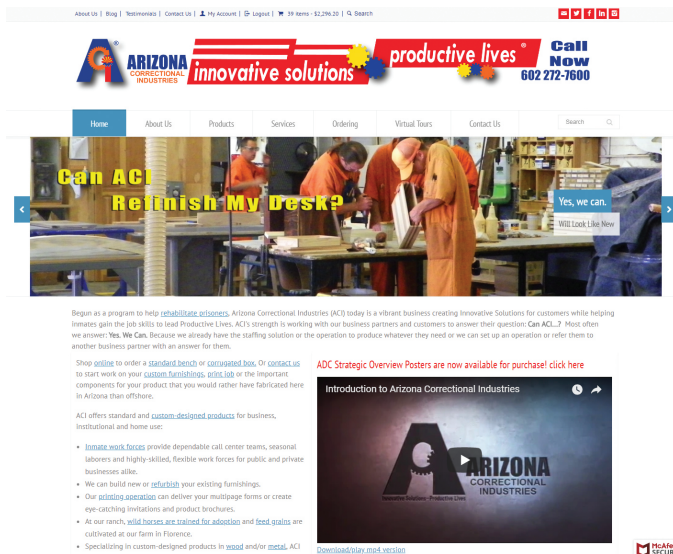 About Us | Blog | Testimonials | Contact Us | My Account | Logout | 39 items - $2,296.20 | Search
ARIZONA
CORRECTIONAL
INDUSTRIES
innovative solutions
productive lives®
Call
Now
602 272-7600
Home About Us Products Services Ordering Virtual Tours Contact Us Search
Can ACI
Refinish My Desk?
Yes, we can.
Will Look Like New
Begun as a program to help rehabilitate prisoners, Arizona Correctional Industries (ACI) today is a vibrant business creating Innovative Solutions for customers while helping
inmates gain the job skills to lead Productive Lives. ACI's strength is working with our business partners and customers to answer their question: Can ACI...? Most often
we answer: Yes. We Can. Because we already have the staffing solution or the operation to produce whatever they need or we can set up an operation or refer them to
another business partner with an answer for them.
Shop online to order a standard bench or corrugated box, Or contact us
to start work on your custom furnishings, print job or the important
components for your product that you would rather have fabricated here
in Arizona than offshore.
ACI offers standard and custom-designed products for business,
institutional and home use:
• Inmate work forces provide dependable call center teams, seasonal
laborers and highly-skilled, flexible work forces for public and private
businesses alike.
• We can build new or refurbish your existing furnishings.
• Our printing operation can deliver your multipage forms or create
eye-catching invitations and product brochures.
• At our ranch, wild horses are trained for adoption and feed grains are
cultivated at our farm in Florence.
• Specializing in custom-designed products in wood and/or metal, ACI
ADC Strategic Overview Posters are now available for purchase! click here
Introduction to Arizona Correctional Industries
ARIZONA
CORRECTIONAL
INDUSTRIES
Innovative Solutions · Productive Lives
Download/play mp4 version
McAfee
SECURE